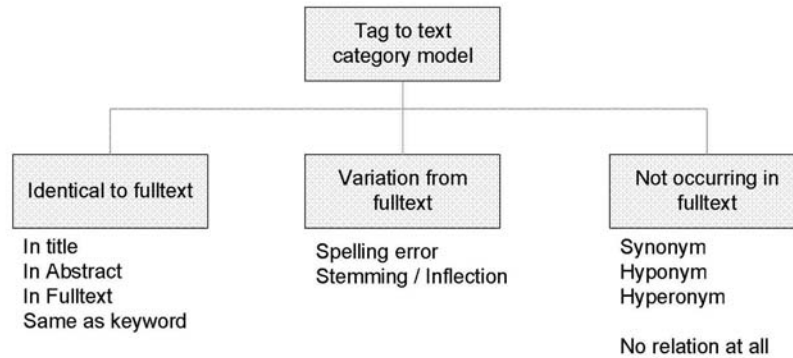 Tag to text
category model
Identical to fulltext
In title
In Abstract
In Fulltext
Same as keyword
Variation from
fulltext
Spelling error
Stemming / Inflection
Not occurring in
fulltext
Synonym
Hyponym
Hyperonym
No relation at all